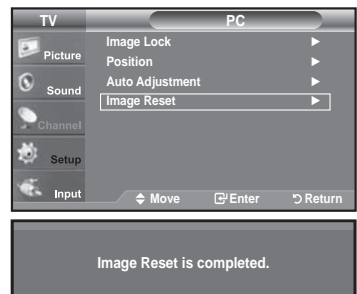 TV
PC
Picture
Sound
Channel
Setup
Input
Image Lock
Position
Auto Adjustment
Image Reset
Move
Enter
Return
Image Reset is completed.